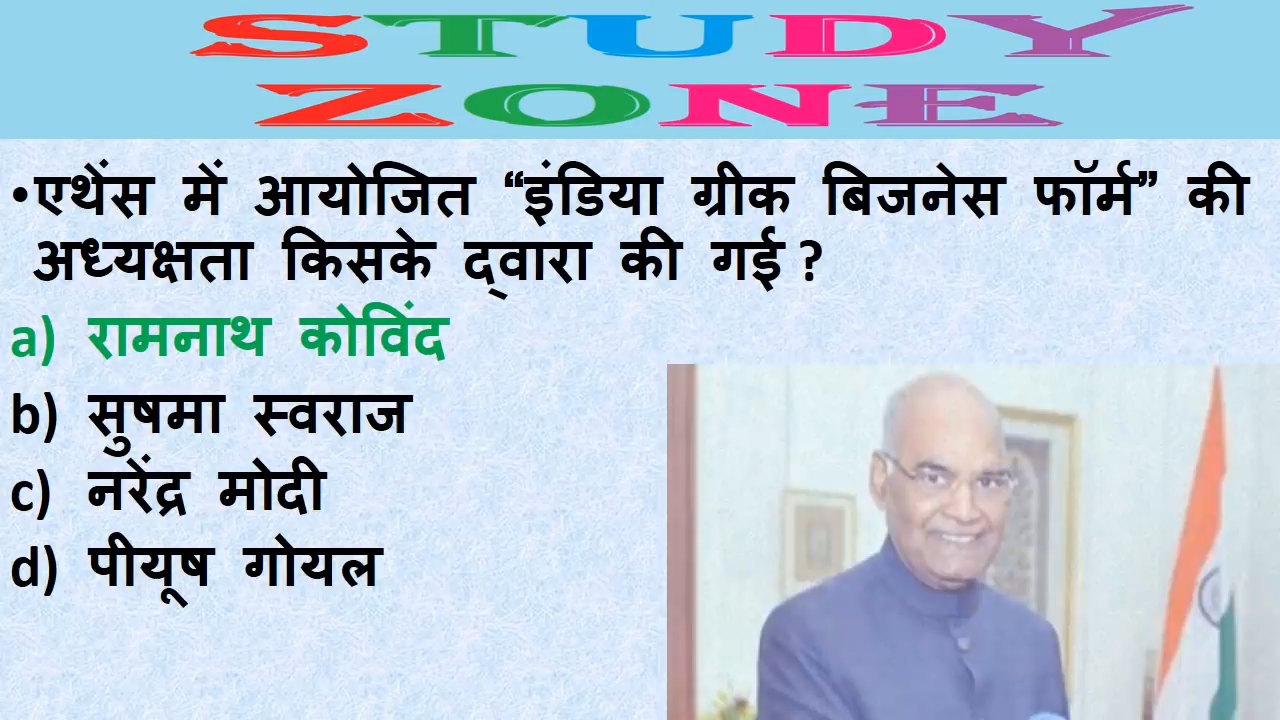 STUDY
ZONE
•एथेंस में आयोजित “इंडिया ग्रीक बिजनेस फॉर्म” की
अध्यक्षता किसके द्वारा की गई ?
a) रामनाथ कोविंद
b) सुषमा स्वराज
c) नरेंद्र मोदी
d) पीयूष गोयल